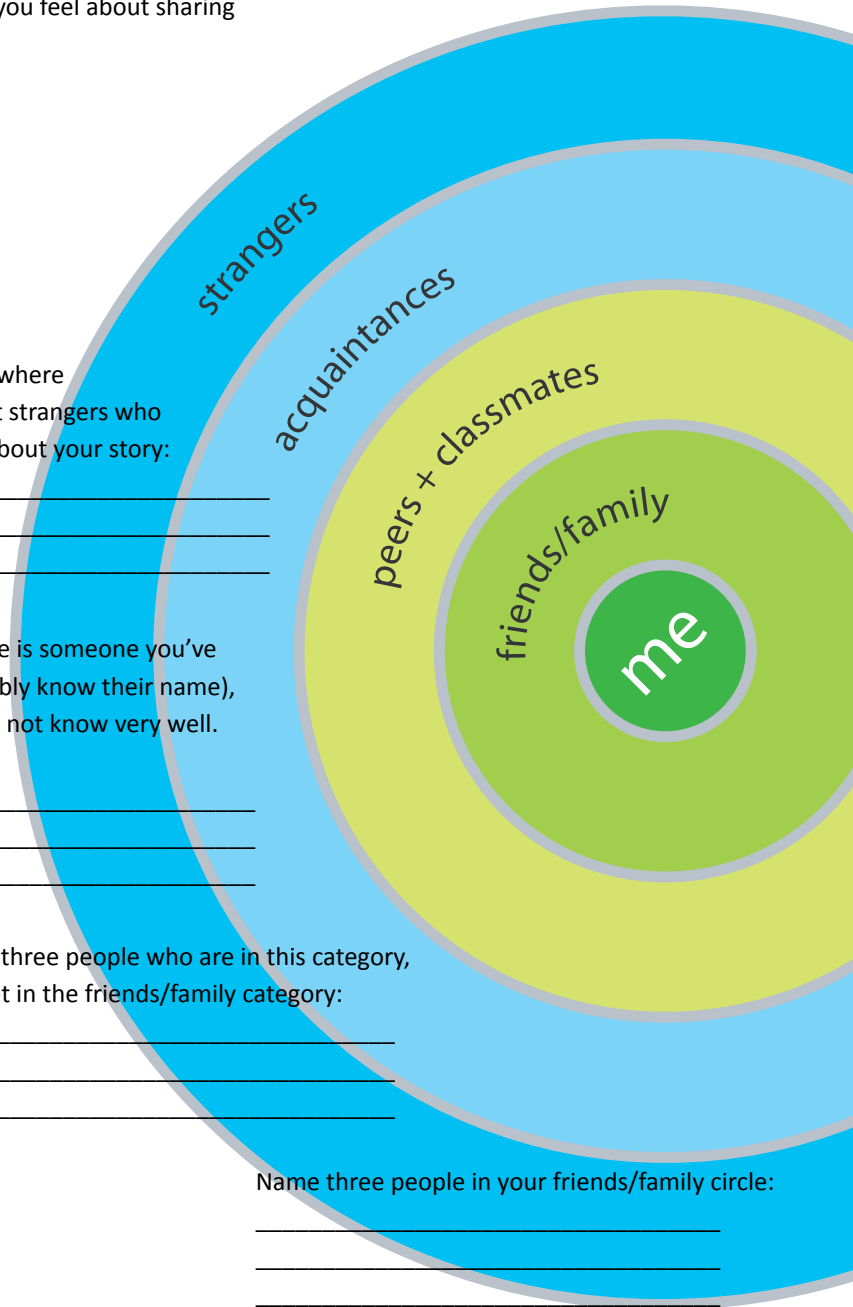 you feel about sharing
strangers
acquaintances
peers + classmates
friends/family
me
where
strangers who
your story:
is someone you’ve
know their name),
not know very well.
three people who are in this category,
in the friends/family category:
Name three people in your friends/family circle: